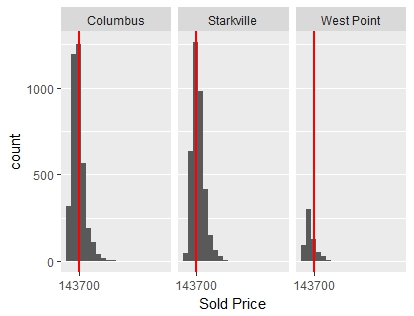 Columbus Starkville West Point
count
1000
500
0
143700 143700 143700
Sold Price